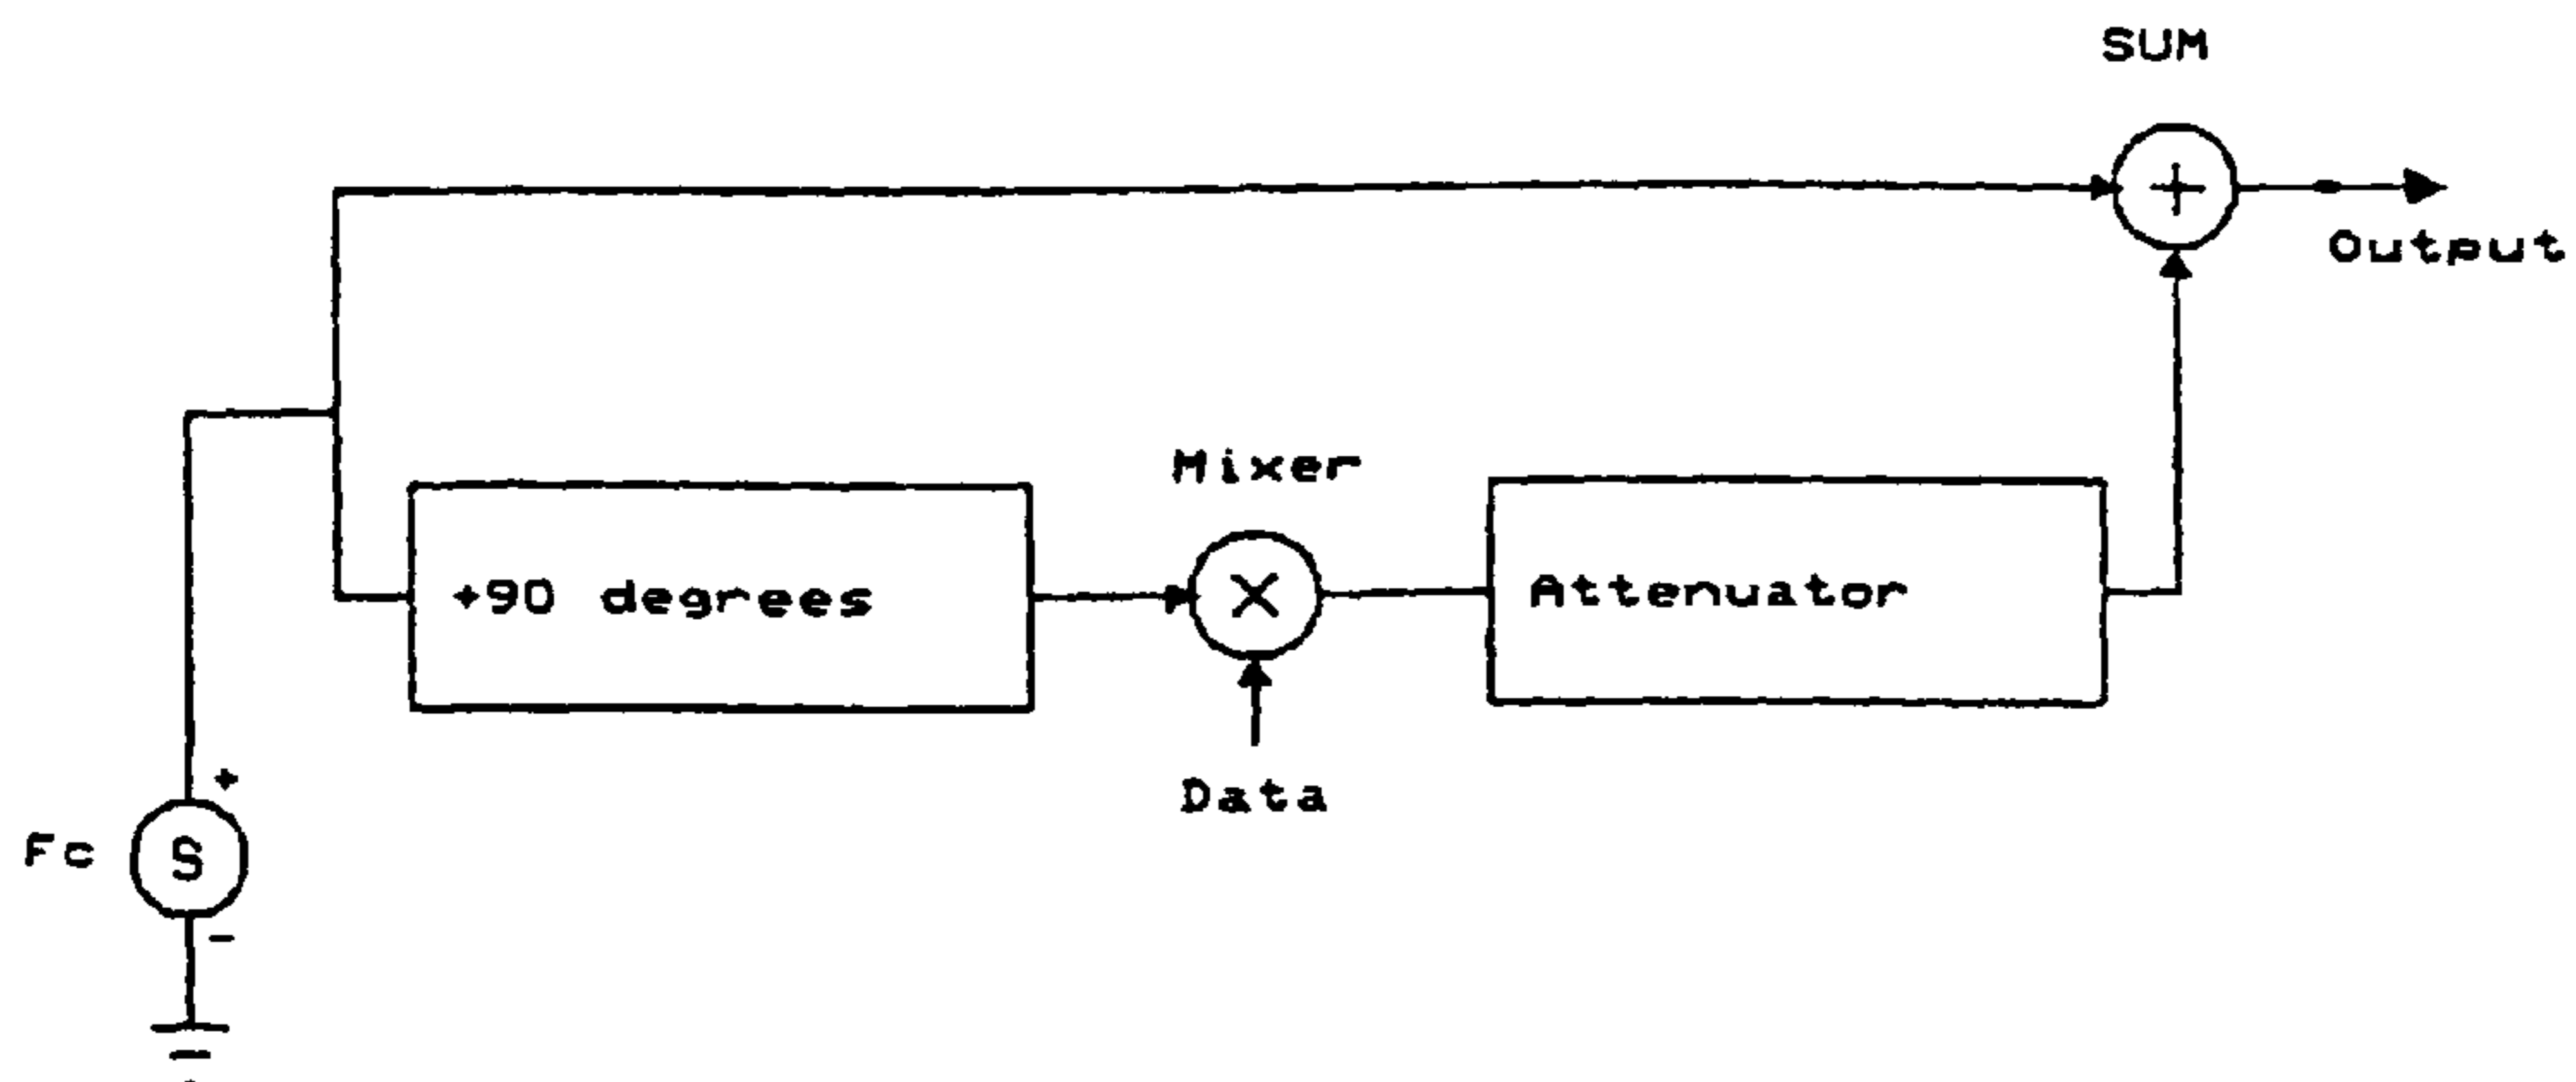 SUM
+
Output
Mixer
+90 degrees
X
Attenuator
Data
+
Fc
S
-